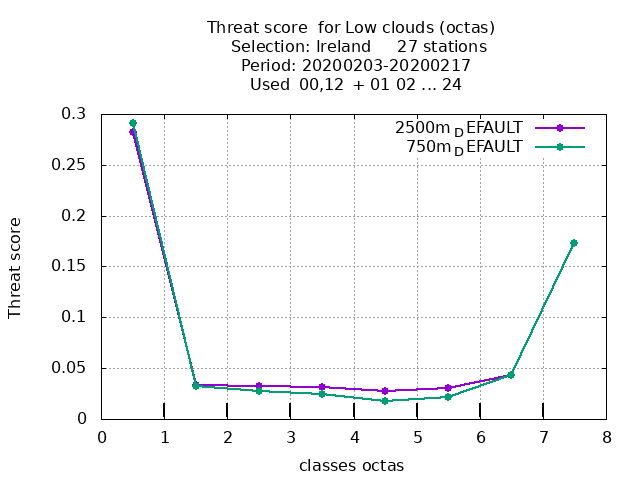 Threat score  for Low clouds (octas)
Selection: Ireland     27 stations
Period: 20200203-20200217
Used  00,12  + 01 02 ... 24
2500m_DEFAULT
750m_DEFAULT
0.3
0.25
0.2
0.15
0.1
0.05
0
Threat score
0 1 2 3 4 5 6 7 8
classes octas